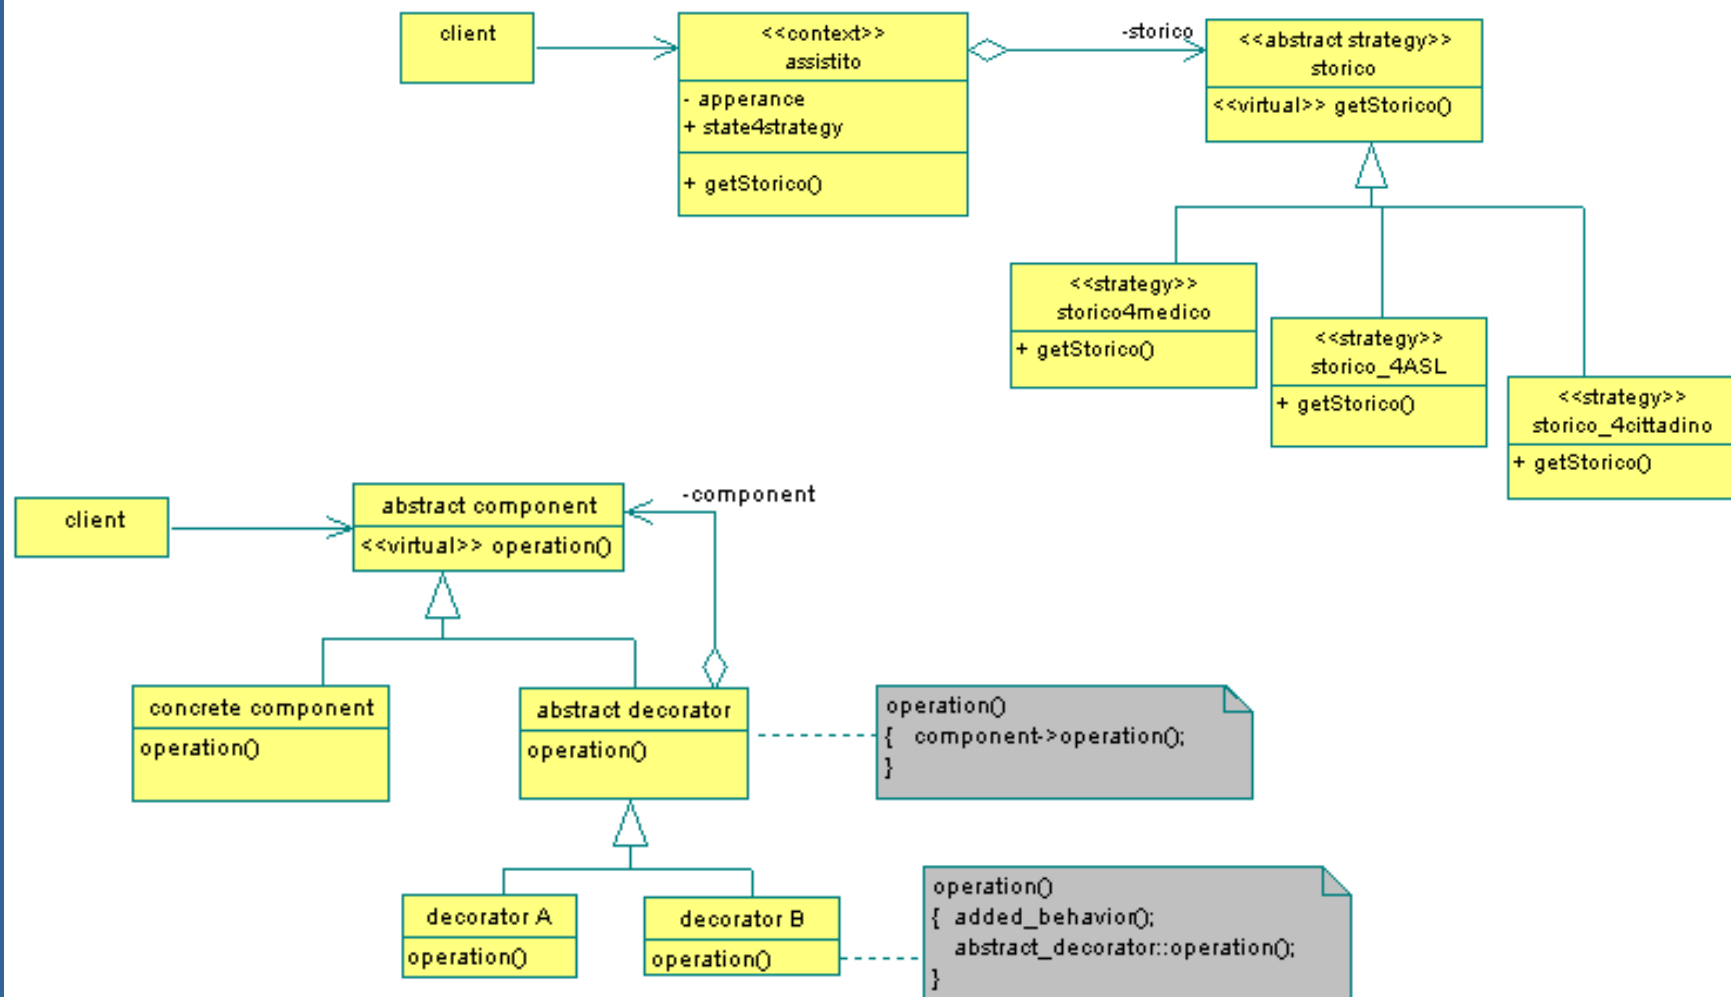 client
<<context>>
assistito
- apperance
+ state4strategy
+ getStorico()
-storico
<<abstract strategy>>
storico
<<virtual>> getStorico()
<<strategy>>
storico4medico
+ getStorico()
<<strategy>>
storico_4ASL
+ getStorico()
<<strategy>>
storico_4cittadino
+ getStorico()
client
abstract component
<<virtual>> operation()
-component
concrete component
operation()
abstract decorator
operation()
operation()
{ component->operation();
}
decorator A
operation()
decorator B
operation()
operation()
{ added_behavior();
abstract_decorator::operation();
}